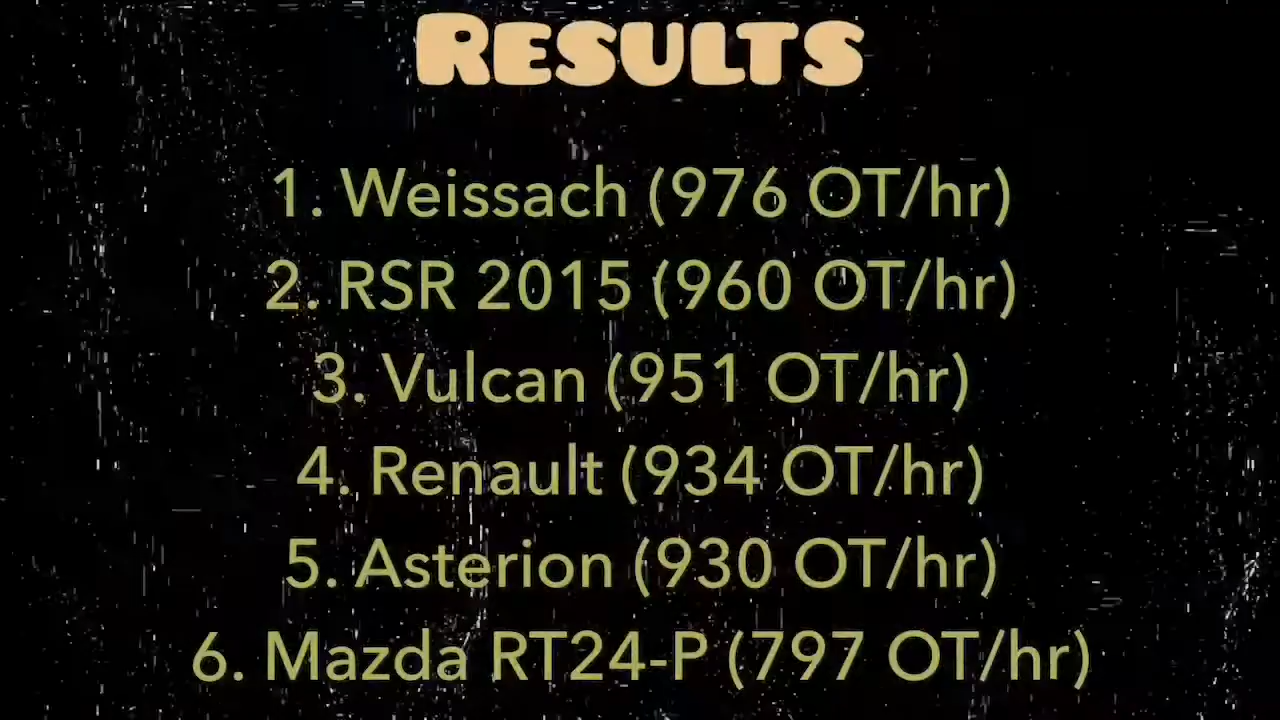 RESULTS
1. Weissach (976 OT/hr)
2. RSR 2015 (960 OT/hr)
3. Vulcan (951 OT/hr)
4. Renault (934 OT/hr)
5. Asterion (930 OT/hr)
6. Mazda RT24-P (797 OT/hr)